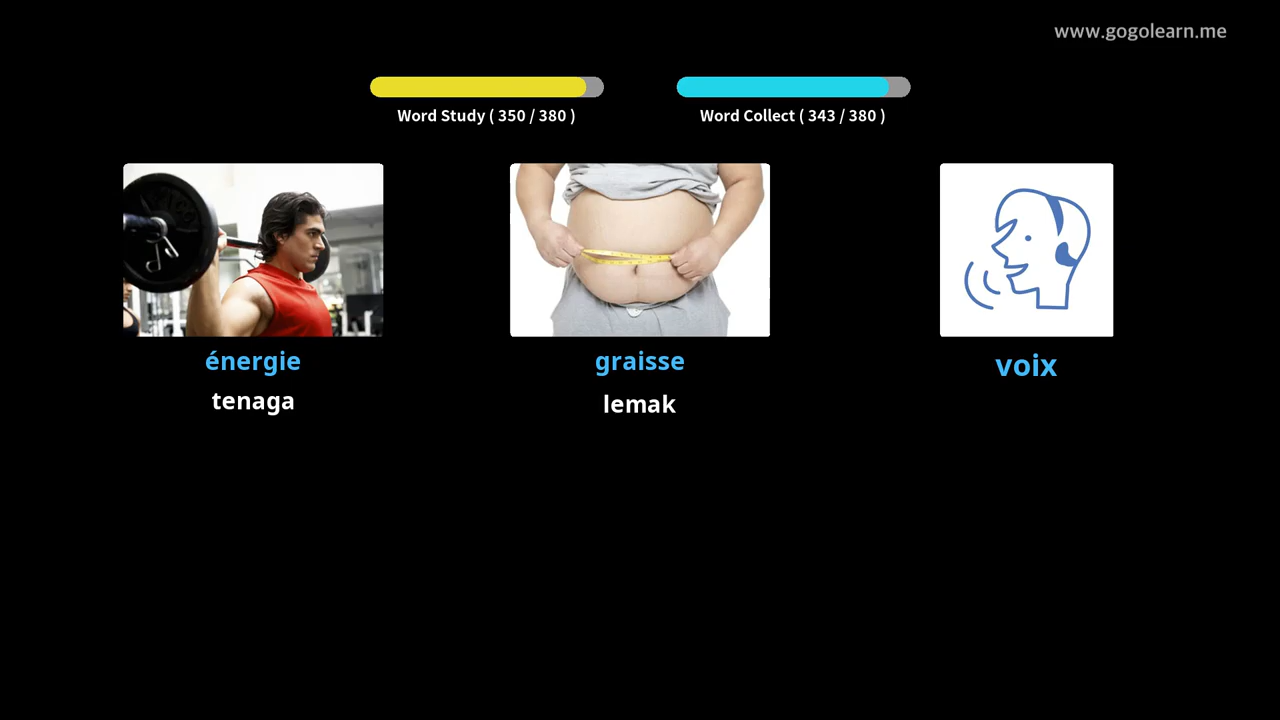 www.gogolearn.me
Word Study ( 350 / 380 )
Word Collect ( 343 / 380 )
énergie
tenaga
graisse
lemak
voix